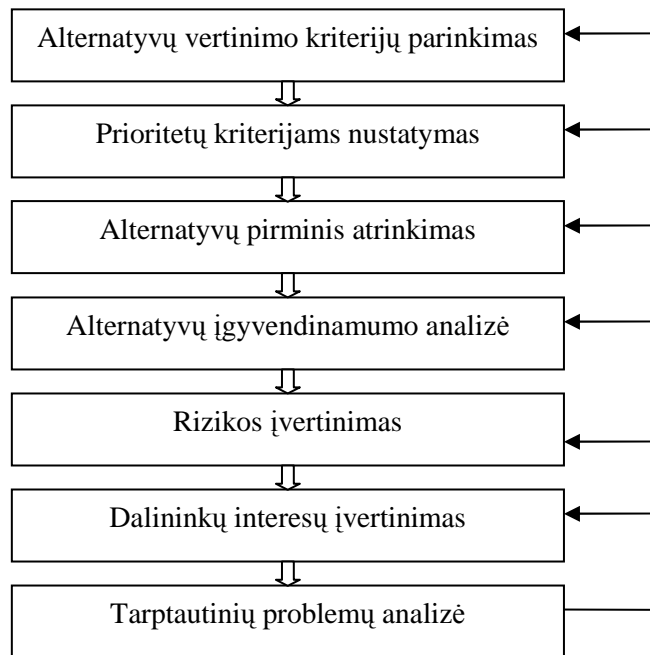 Alternatyvų vertinimo kriterijų parinkimas
Prioritetų kriterijams nustatymas
Alternatyvų pirminis atrinkimas
Alternatyvų įgyvendinamumo analizė
Rizikos įvertinimas
Dalininkų interesų įvertinimas
Tarptautinių problemų analizė